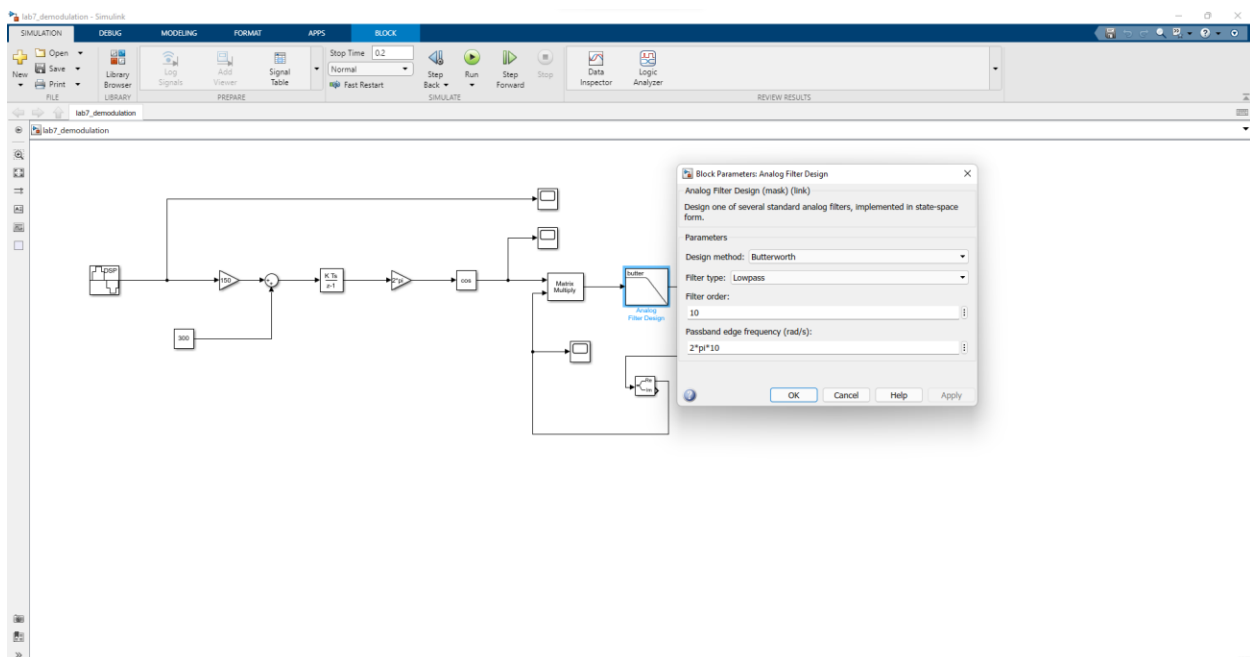 lab7_demodulation - Simulink
SIMULATION DEBUG MODELING FORMAT APPS BLOCK
New
Open
Save
Print
FILE
Library
Browser
LIBRARY
Log
Signals
Add
Viewer
Signal
Table
PREPARE
Stop Time 0.2
Normal
Fast Restart
Step
Back
Run
Step
Forward
Stop
SIMULATE
Data
Inspector
Logic
Analyzer
REVIEW RESULTS
lab7_demodulation
lab7_demodulation
DSP
150
300
K Ts
z-1
2*pi
cos
Matrix
Multiply
butter
Analog
Filter Design
Re
Im
Block Parameters: Analog Filter Design
Analog Filter Design (mask) (link)
Design one of several standard analog filters, implemented in state-space
form.
Parameters
Design method: Butterworth
Filter type: Lowpass
Filter order:
10
Passband edge frequency (rad/s):
2*pi*10
OK Cancel Help Apply